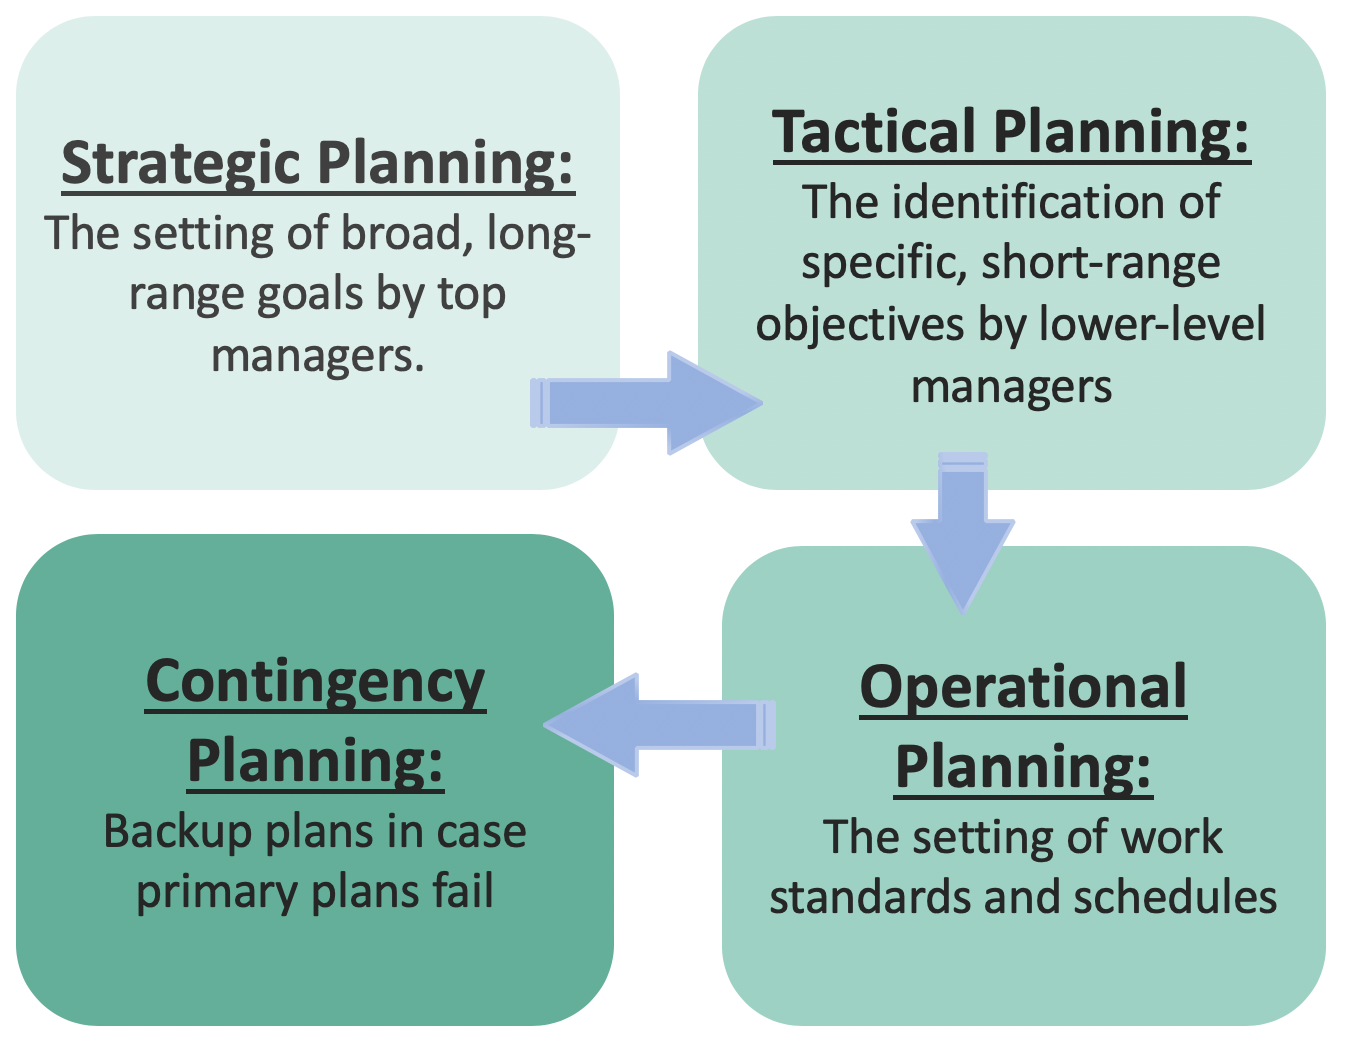 Strategic Planning:
The setting of broad, long-
range goals by top
managers.
Tactical Planning:
The identification of
specific, short-range
objectives by lower-level
managers
Operational
Planning:
The setting of work
standards and schedules
Contingency
Planning:
Backup plans in case
primary plans fail